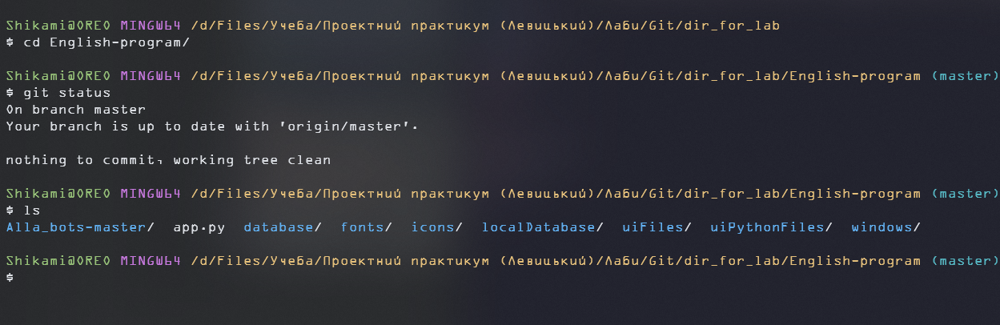 Shikami@OREO MINGW64 /d/Files/Учеба/Проектний практикум (Левицький)/Лаби/Git/dir_for_lab
$ cd English-program/
Shikami@OREO MINGW64 /d/Files/Учеба/Проектний практикум (Левицький)/Лаби/Git/dir_for_lab/English-program (master)
$ git status
On branch master
Your branch is up to date with 'origin/master'.
nothing to commit, working tree clean
Shikami@OREO MINGW64 /d/Files/Учеба/Проектний практикум (Левицький)/Лаби/Git/dir_for_lab/English-program (master)
$ ls
Alla_bots-master/  app.py  database/  fonts/  icons/  localDatabase/  uiFiles/  uiPythonFiles/  windows/
Shikami@OREO MINGW64 /d/Files/Учеба/Проектний практикум (Левицький)/Лаби/Git/dir_for_lab/English-program (master)
$